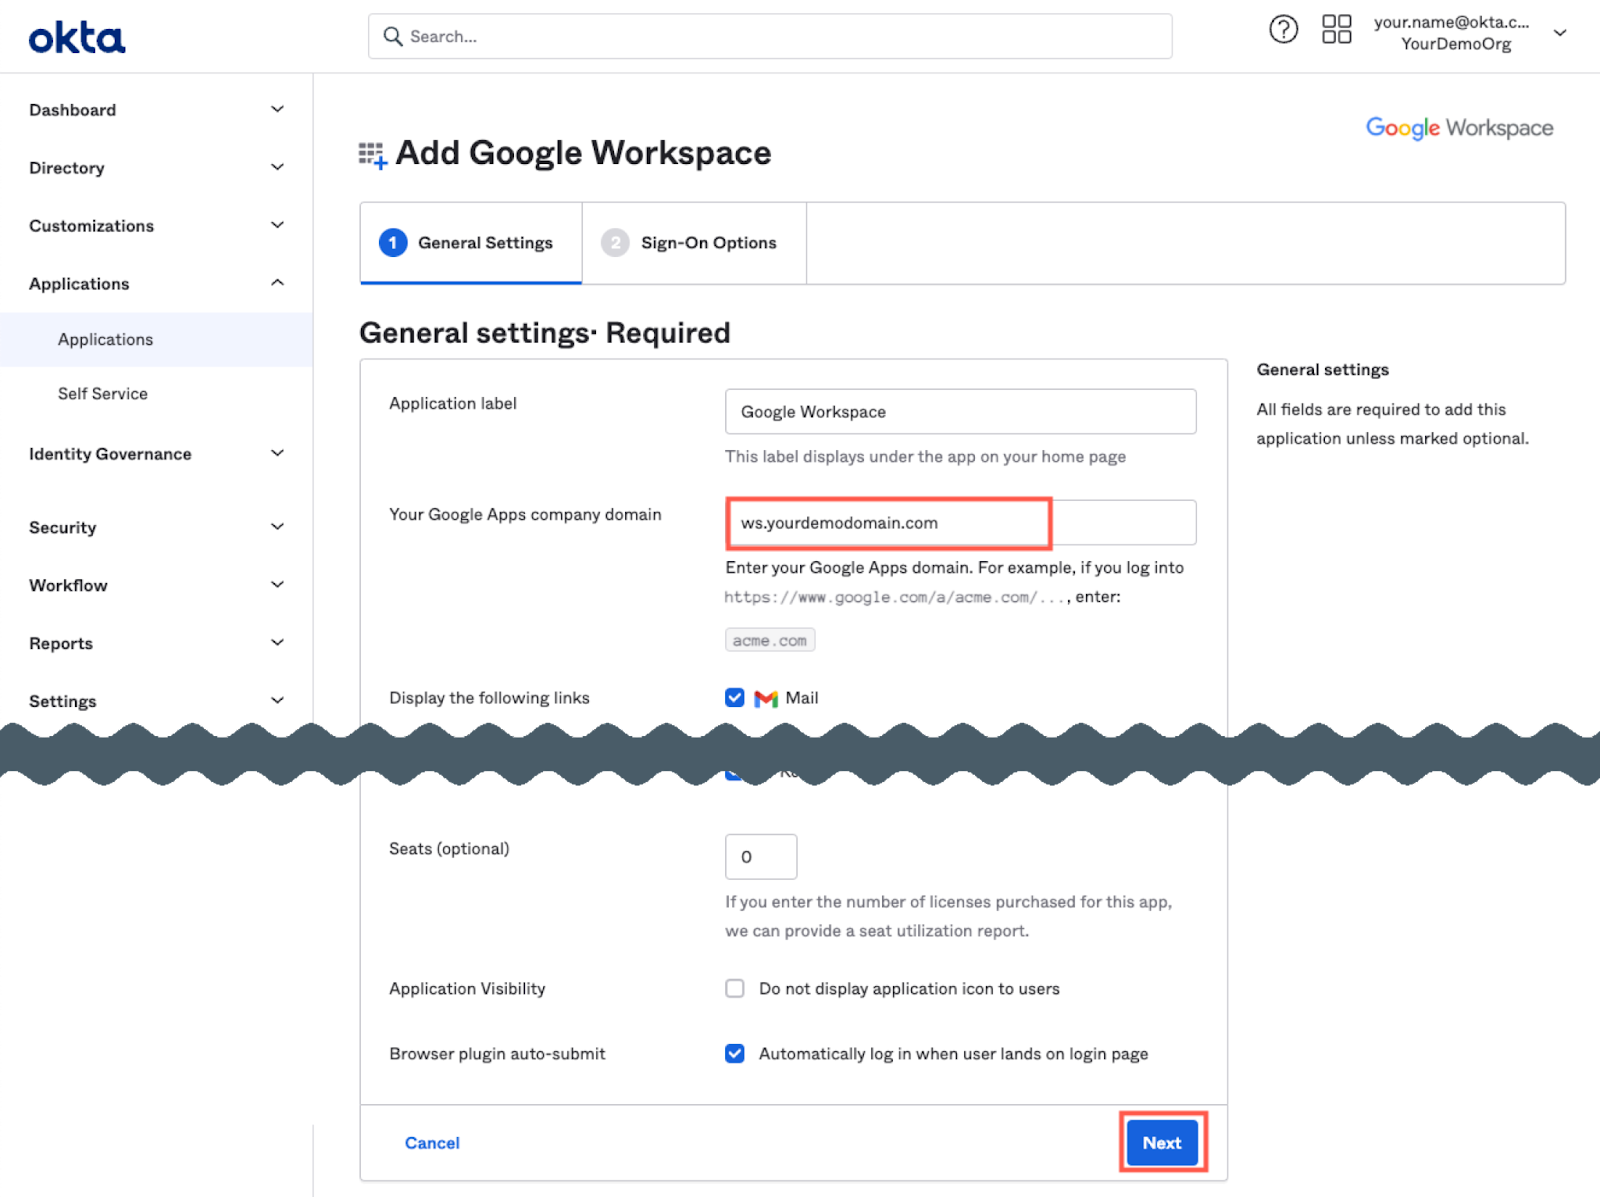 okta
Search...
your.name@okta.c...
YourDemoOrg
Dashboard
Directory
Customizations
Applications
Applications
Self Service
Identity Governance
Security
Workflow
Reports
Settings
Google Workspace
Add Google Workspace
1 General Settings
2 Sign-On Options
General settings· Required
Application label
Google Workspace
This label displays under the app on your home page
Your Google Apps company domain
ws.yourdemodomain.com
Enter your Google Apps domain. For example, if you log into
https://www.google.com/a/acme.com/..., enter:
acme.com
Display the following links
Mail
Seats (optional)
0
If you enter the number of licenses purchased for this app,
we can provide a seat utilization report.
Application Visibility
Do not display application icon to users
Browser plugin auto-submit
Automatically log in when user lands on login page
Cancel
Next
General settings
All fields are required to add this
application unless marked optional.